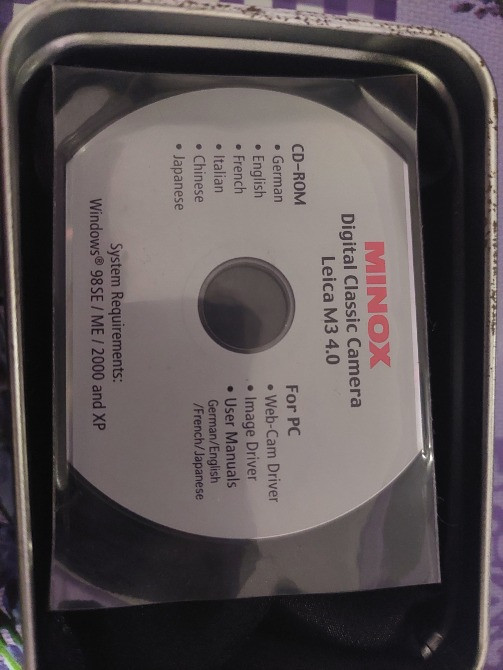 MINOX
Digital Classic Camera
Leica M3 4.0
CD-ROM
• German
• English
• French
• Italian
• Chinese
• Japanese
For PC
• Web-Cam Driver
• Image Driver
• User Manuals
German/English
/French/Japanese
System Requirements:
Windows® 98SE / ME / 2000 and XP